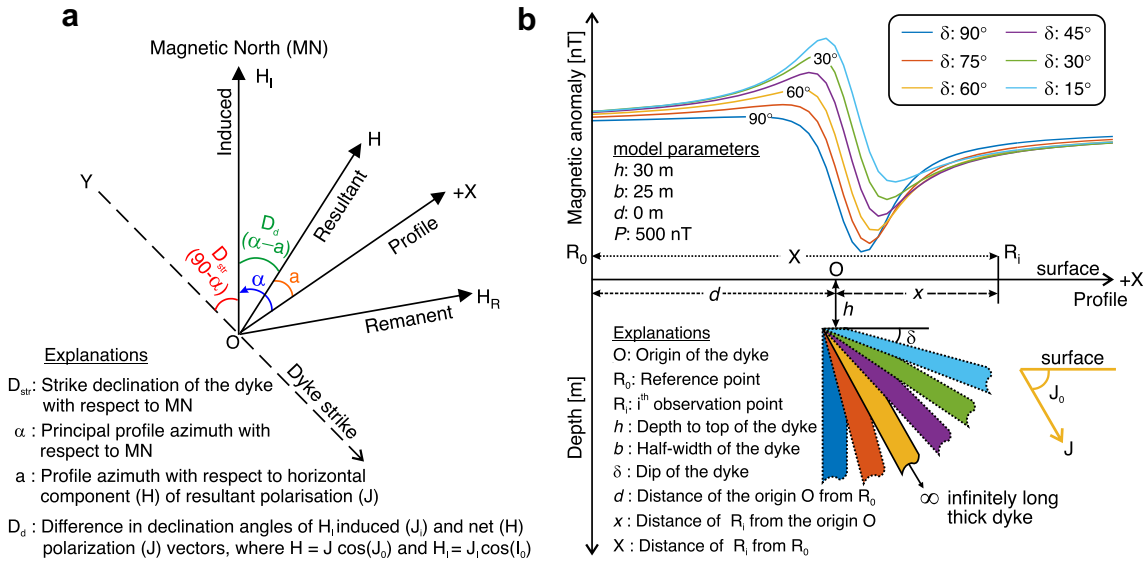 a
Magnetic North (MN)
H_I
Induced
H
Resultant
+X
Profile
Y
D_d
(α−a)
D_str
(90-α)
α
a
H_R
Remanent
O
Dyke strike
Explanations
D_str: Strike declination of the dyke
with respect to MN
α : Principal profile azimuth with
respect to MN
a : Profile azimuth with respect to horizontal
component (H) of resultant polarisation (J)
D_d : Difference in declination angles of H_I induced (J_i) and net (H)
polarization (J) vectors, where H = J cos(J_0) and H_I = J_I cos(I_0)
b
Magnetic anomaly [nT]
δ: 90°
δ: 45°
δ: 75°
δ: 30°
δ: 60°
δ: 15°
30°
60°
90°
model parameters
h: 30 m
b: 25 m
d: 0 m
P: 500 nT
R_0
X
R_i
O
surface
+X
Profile
d
x
h
Depth [m]
Explanations
O: Origin of the dyke
R_0: Reference point
R_i: i^th observation point
h : Depth to top of the dyke
b : Half-width of the dyke
δ : Dip of the dyke
d : Distance of the origin O from R_0
x : Distance of R_i from the origin O
X : Distance of R_i from R_0
δ
surface
J_0
J
∞ infinitely long
thick dyke